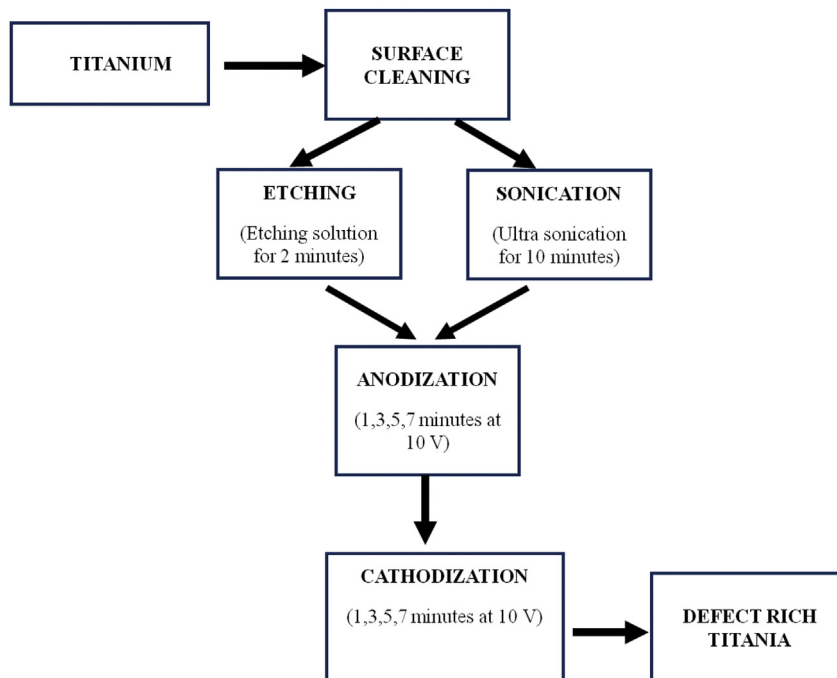 TITANIUM
SURFACE
CLEANING
ETCHING
(Etching solution
for 2 minutes)
SONICATION
(Ultra sonication
for 10 minutes)
ANODIZATION
(1,3,5,7 minutes at
10 V)
CATHODIZATION
(1,3,5,7 minutes at 10 V)
DEFECT RICH
TITANIA